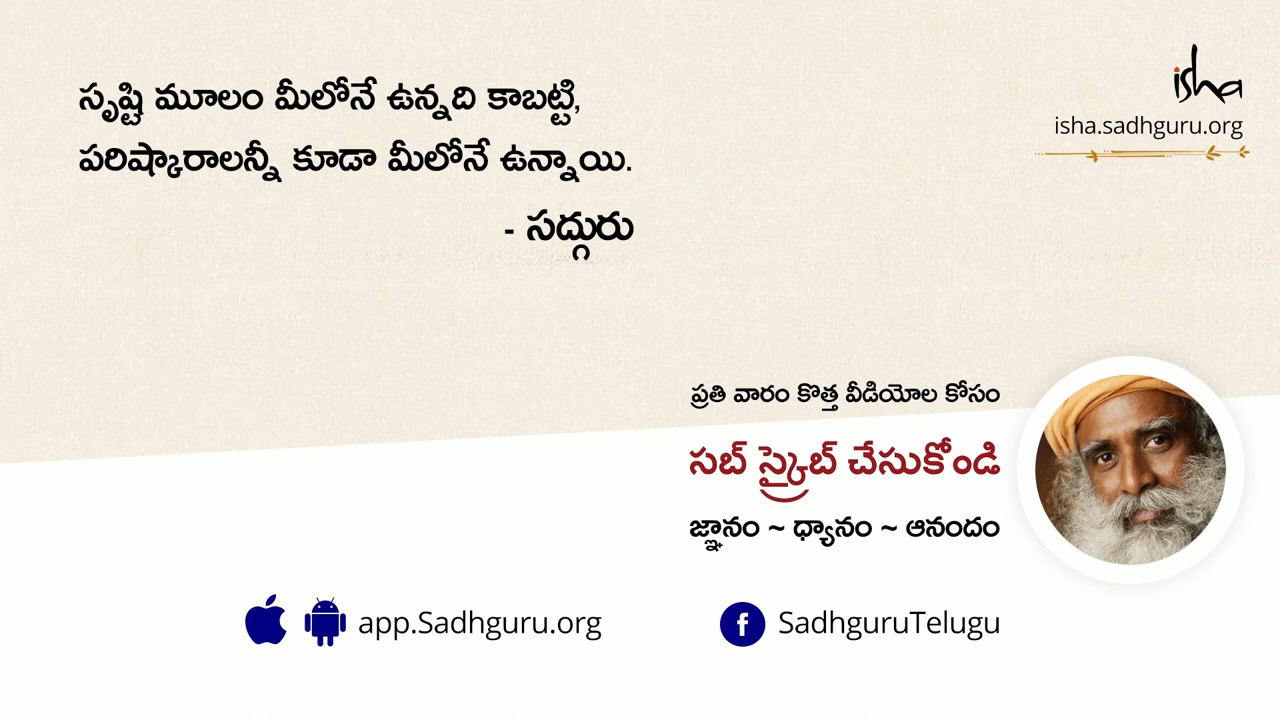 సృష్టి మూలం మీలోనే ఉన్నది కాబట్టి,
పరిష్కారాలన్నీ కూడా మీలోనే ఉన్నాయి.
- సద్గురు
isha
isha.sadhguru.org
ప్రతి వారం కొత్త వీడియోల కోసం
సబ్ స్క్రైబ్ చేసుకోండి
జ్ఞానం ~ ధ్యానం ~ ఆనందం
app.Sadhguru.org
f SadhguruTelugu